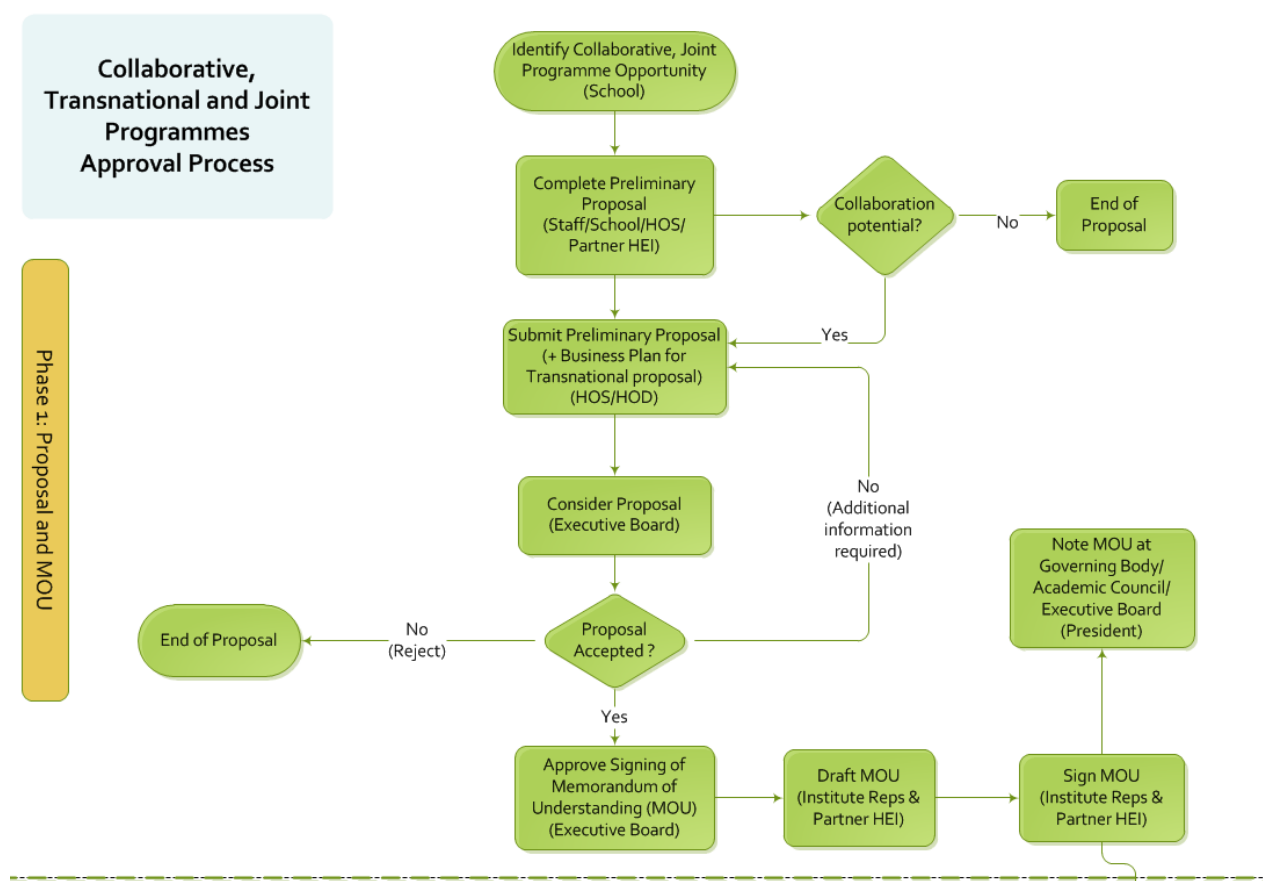 Collaborative,
Transnational and Joint
Programmes
Approval Process
Identify Collaborative, Joint
Programme Opportunity
(School)
Complete Preliminary
Proposal
(Staff/School/HOS/
Partner HEI)
Collaboration
potential?
No
End of
Proposal
Phase 1: Proposal and MOU
Submit Preliminary Proposal
(+ Business Plan for
Transnational proposal)
(HOS/HOD)
Yes
Consider Proposal
(Executive Board)
No
(Additional
information
required)
Proposal
Accepted ?
No
(Reject)
End of Proposal
Yes
Approve Signing of
Memorandum of
Understanding (MOU)
(Executive Board)
Draft MOU
(Institute Reps &
Partner HEI)
Sign MOU
(Institute Reps &
Partner HEI)
Note MOU at
Governing Body/
Academic Council/
Executive Board
(President)